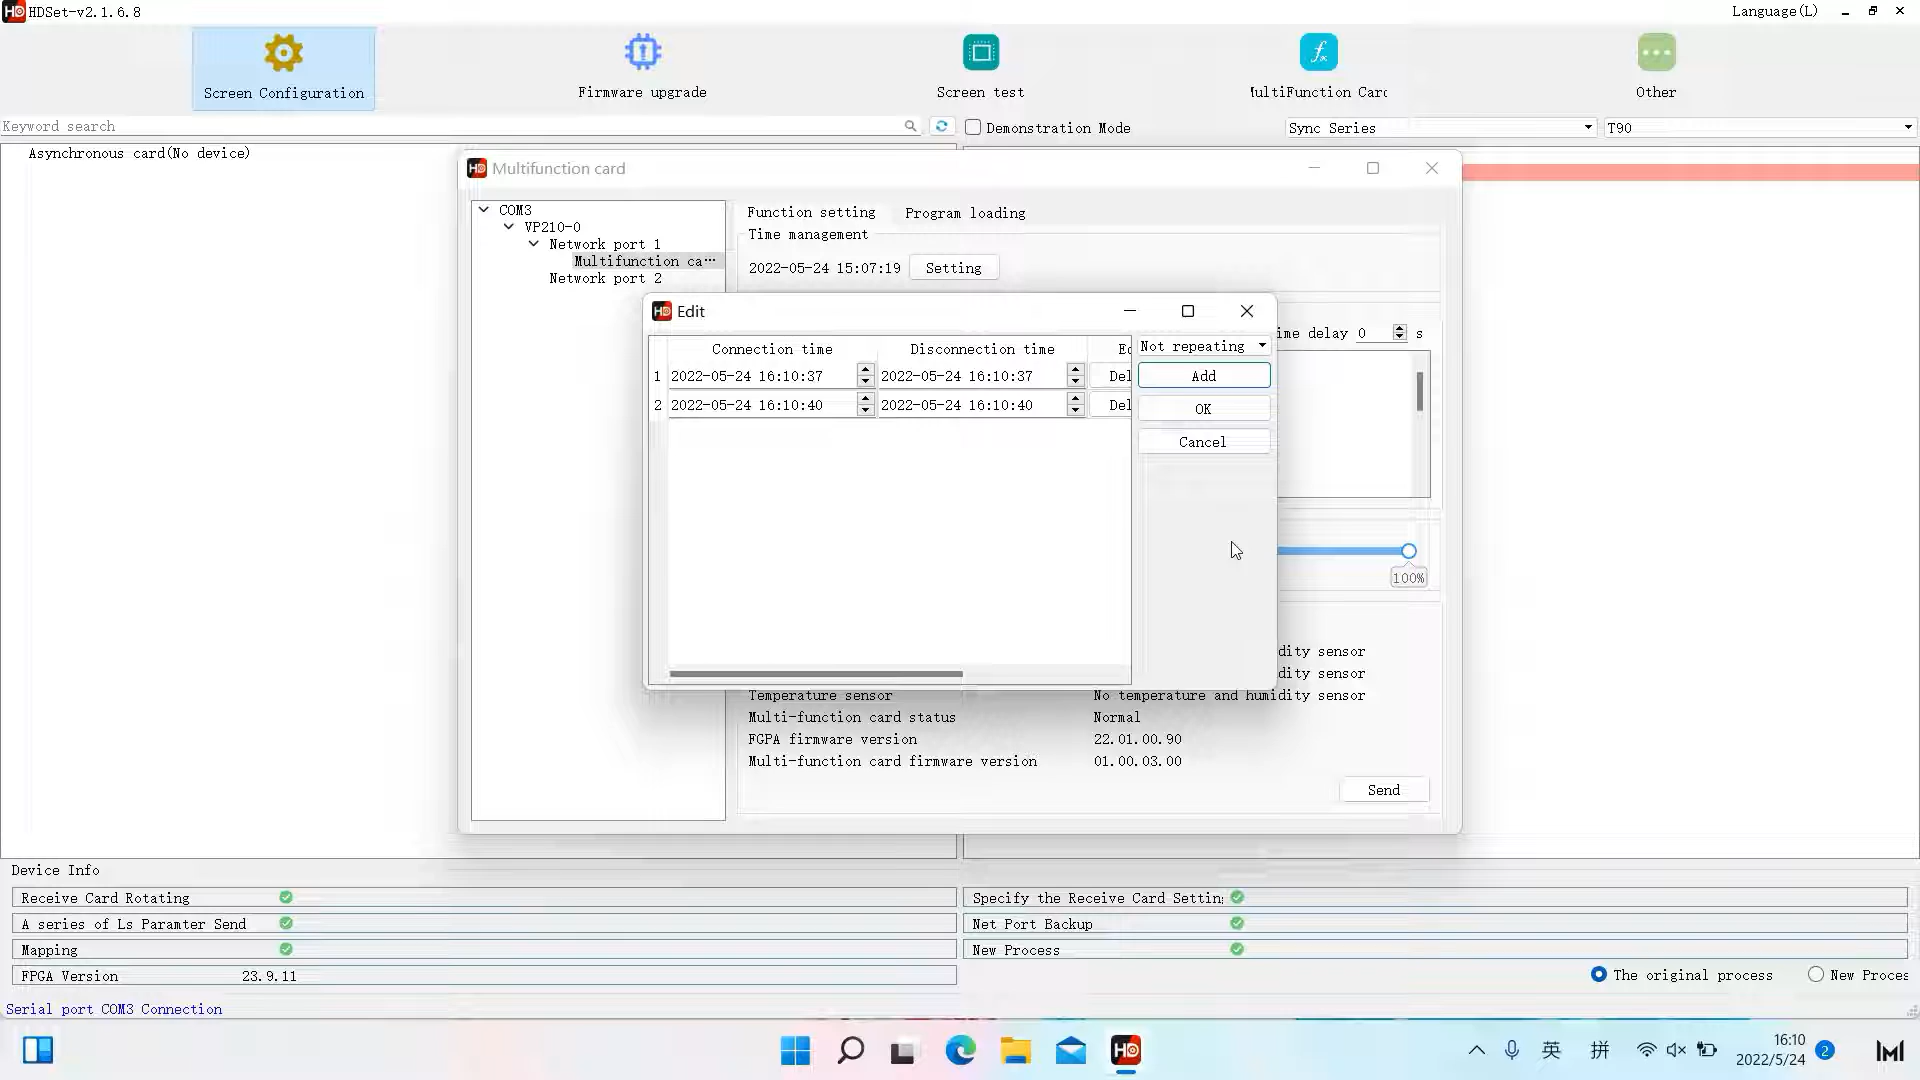 HDSet-v2.1.6.8
Language(L)
Screen Configuration
Firmware upgrade
Screen test
Other
Keyword search
Demonstration Mode
Sync Series
T90
Asynchronous card(No device)
Multifunction card
COM3
VP210-0
Network port 1
Multifunction ca…
Network port 2
Function setting
Program loading
Time management
2022-05-24 15:07:19
Setting
ime delay 0 s
Edit
Connection time
Disconnection time
Not repeating
1 2022-05-24 16:10:37 2022-05-24 16:10:37 Del
Add
2 2022-05-24 16:10:40 2022-05-24 16:10:40 Del
OK
Cancel
100%
dity sensor
dity sensor
Temperature sensor No temperature and humidity sensor
Multi-function card status Normal
FGPA firmware version 22.01.00.90
Multi-function card firmware version 01.00.03.00
Send
Device Info
Receive Card Rotating
Specify the Receive Card Settin
A series of Ls Paramter Send
Net Port Backup
Mapping
New Process
FPGA Version 23.9.11
The original process
New Proces
Serial port COM3 Connection
英
拼
16:10
2022/5/24
2